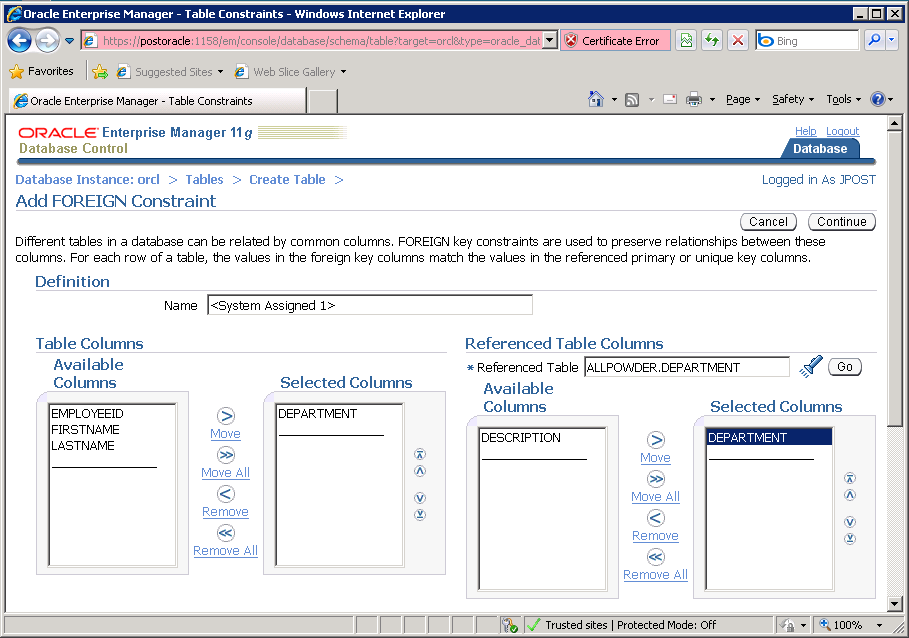 Oracle Enterprise Manager - Table Constraints - Windows Internet Explorer
https://postoracle:1158/em/console/database/schema/table?target=orcl&type=oracle_dat
Certificate Error
Bing
Favorites
Suggested Sites
Web Slice Gallery
Oracle Enterprise Manager - Table Constraints
Page
Safety
Tools
ORACLE Enterprise Manager 11g
Database Control
Help Logout
Database
Database Instance: orcl > Tables > Create Table >
Logged in As JPOST
Add FOREIGN Constraint
Cancel
Continue
Different tables in a database can be related by common columns. FOREIGN key constraints are used to preserve relationships between these
columns. For each row of a table, the values in the foreign key columns match the values in the referenced primary or unique key columns.
Definition
Name <System Assigned 1>
Table Columns
Available
Columns
EMPLOYEEID
FIRSTNAME
LASTNAME
Move
Move All
Remove
Remove All
Selected Columns
DEPARTMENT
Referenced Table Columns
* Referenced Table ALLPOWDER.DEPARTMENT
Go
Available
Columns
DESCRIPTION
Move
Move All
Remove
Remove All
Selected Columns
DEPARTMENT
Trusted sites | Protected Mode: Off
100%